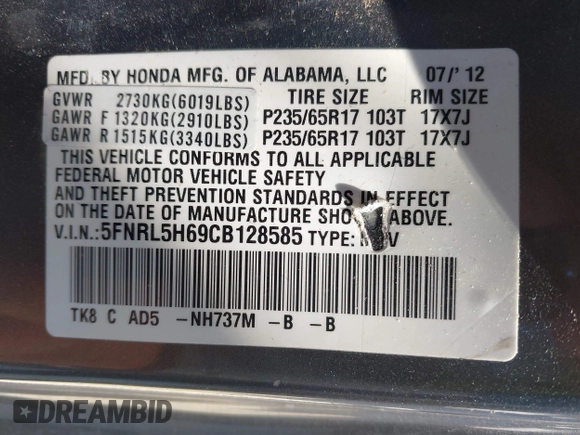 MFD. BY HONDA MFG. OF ALABAMA, LLC 07/'12
GVWR 2730KG(6019LBS) TIRE SIZE RIM SIZE
GAWR F 1320KG(2910LBS) P235/65R17 103T 17X7J
GAWR R 1515KG(3340LBS) P235/65R17 103T 17X7J
THIS VEHICLE CONFORMS TO ALL APPLICABLE
FEDERAL MOTOR VEHICLE SAFETY
AND THEFT PREVENTION STANDARDS IN EFFECT
ON THE DATE OF MANUFACTURE ABOVE.
V.I.N.:5FNRL5H69CB128585 TYPE:
TK8 C AD5 -NH737M -B -B
DREAMBID